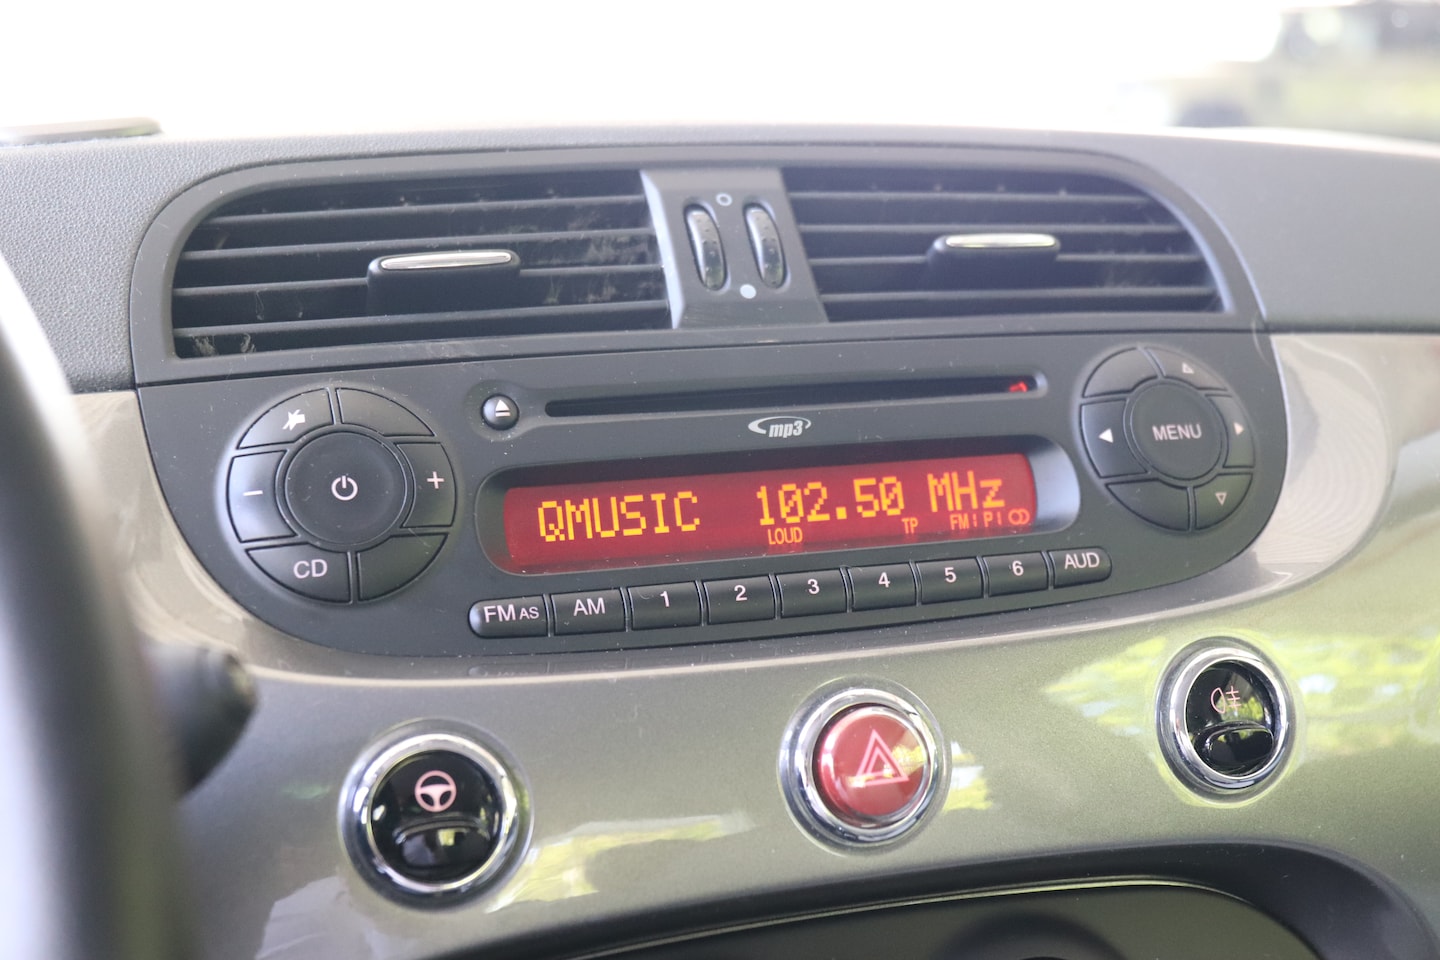 mp3
MENU
QMUSIC 102.50 MHz
LOUD TP FM1P1
CD
FM AS AM 1 2 3 4 5 6 AUD